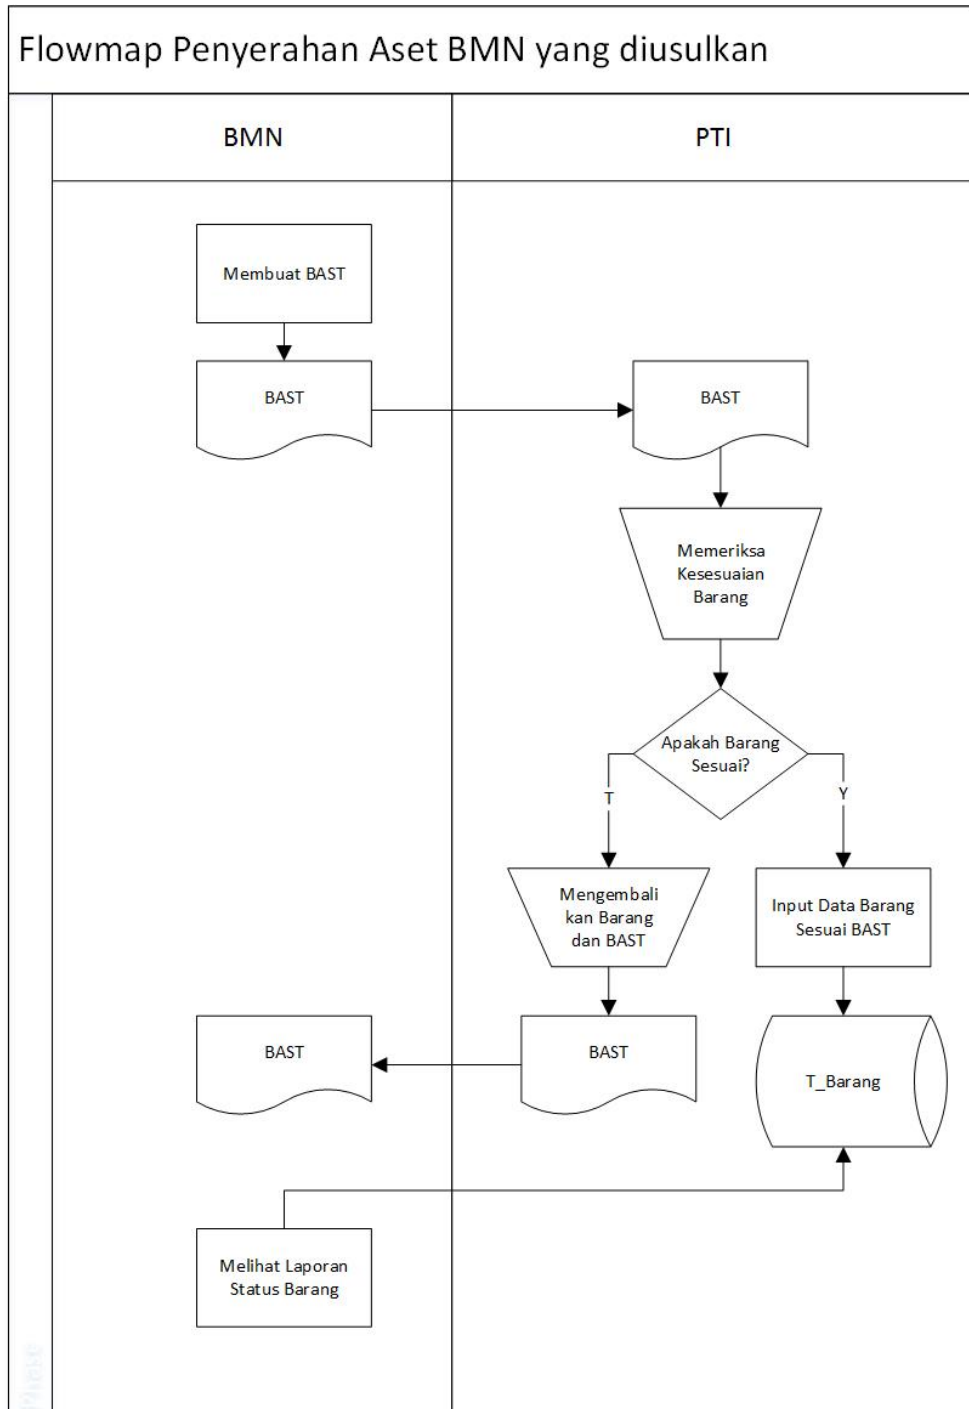 Flowmap Penyerahan Aset BMN yang diusulkan
BMN
PTI
Membuat BAST
BAST
BAST
Memeriksa
Kesesuaian
Barang
Apakah Barang
Sesuai?
T
Y
Mengembali
kan Barang
dan BAST
Input Data Barang
Sesuai BAST
BAST
BAST
T_Barang
Melihat Laporan
Status Barang
Phase